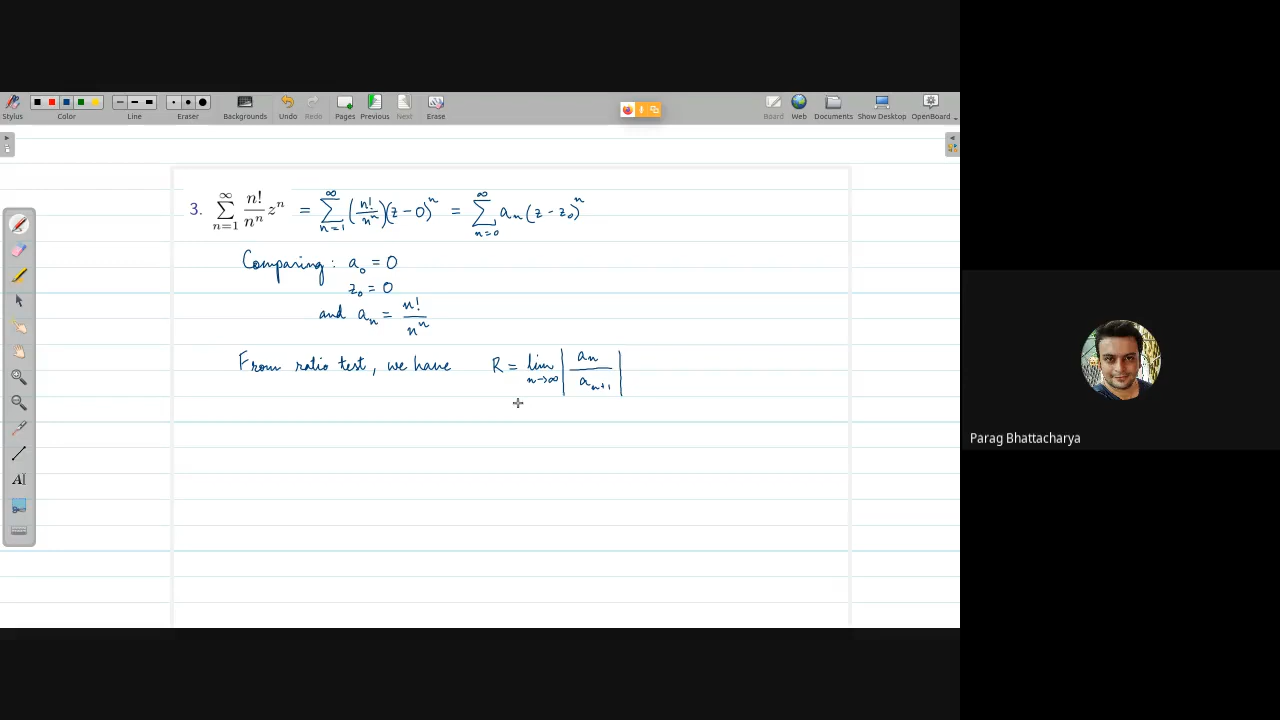 Stylus Color Line Eraser Backgrounds Undo Redo Pages Previous Next Erase Board Web Documents Show Desktop OpenBoard
3. ∑_{n=1}^{∞} n!/n^n z^n = ∑_{n=1}^{∞} (n!/n^n)(z-0)^n = ∑_{n=0}^{∞} a_n (z-z_0)^n
Comparing: a_0 = 0
z_0 = 0
and a_n = n!/n^n
From ratio test, we have R = lim_{n→∞} |a_n/a_{n+1}|
AI
Parag Bhattacharya